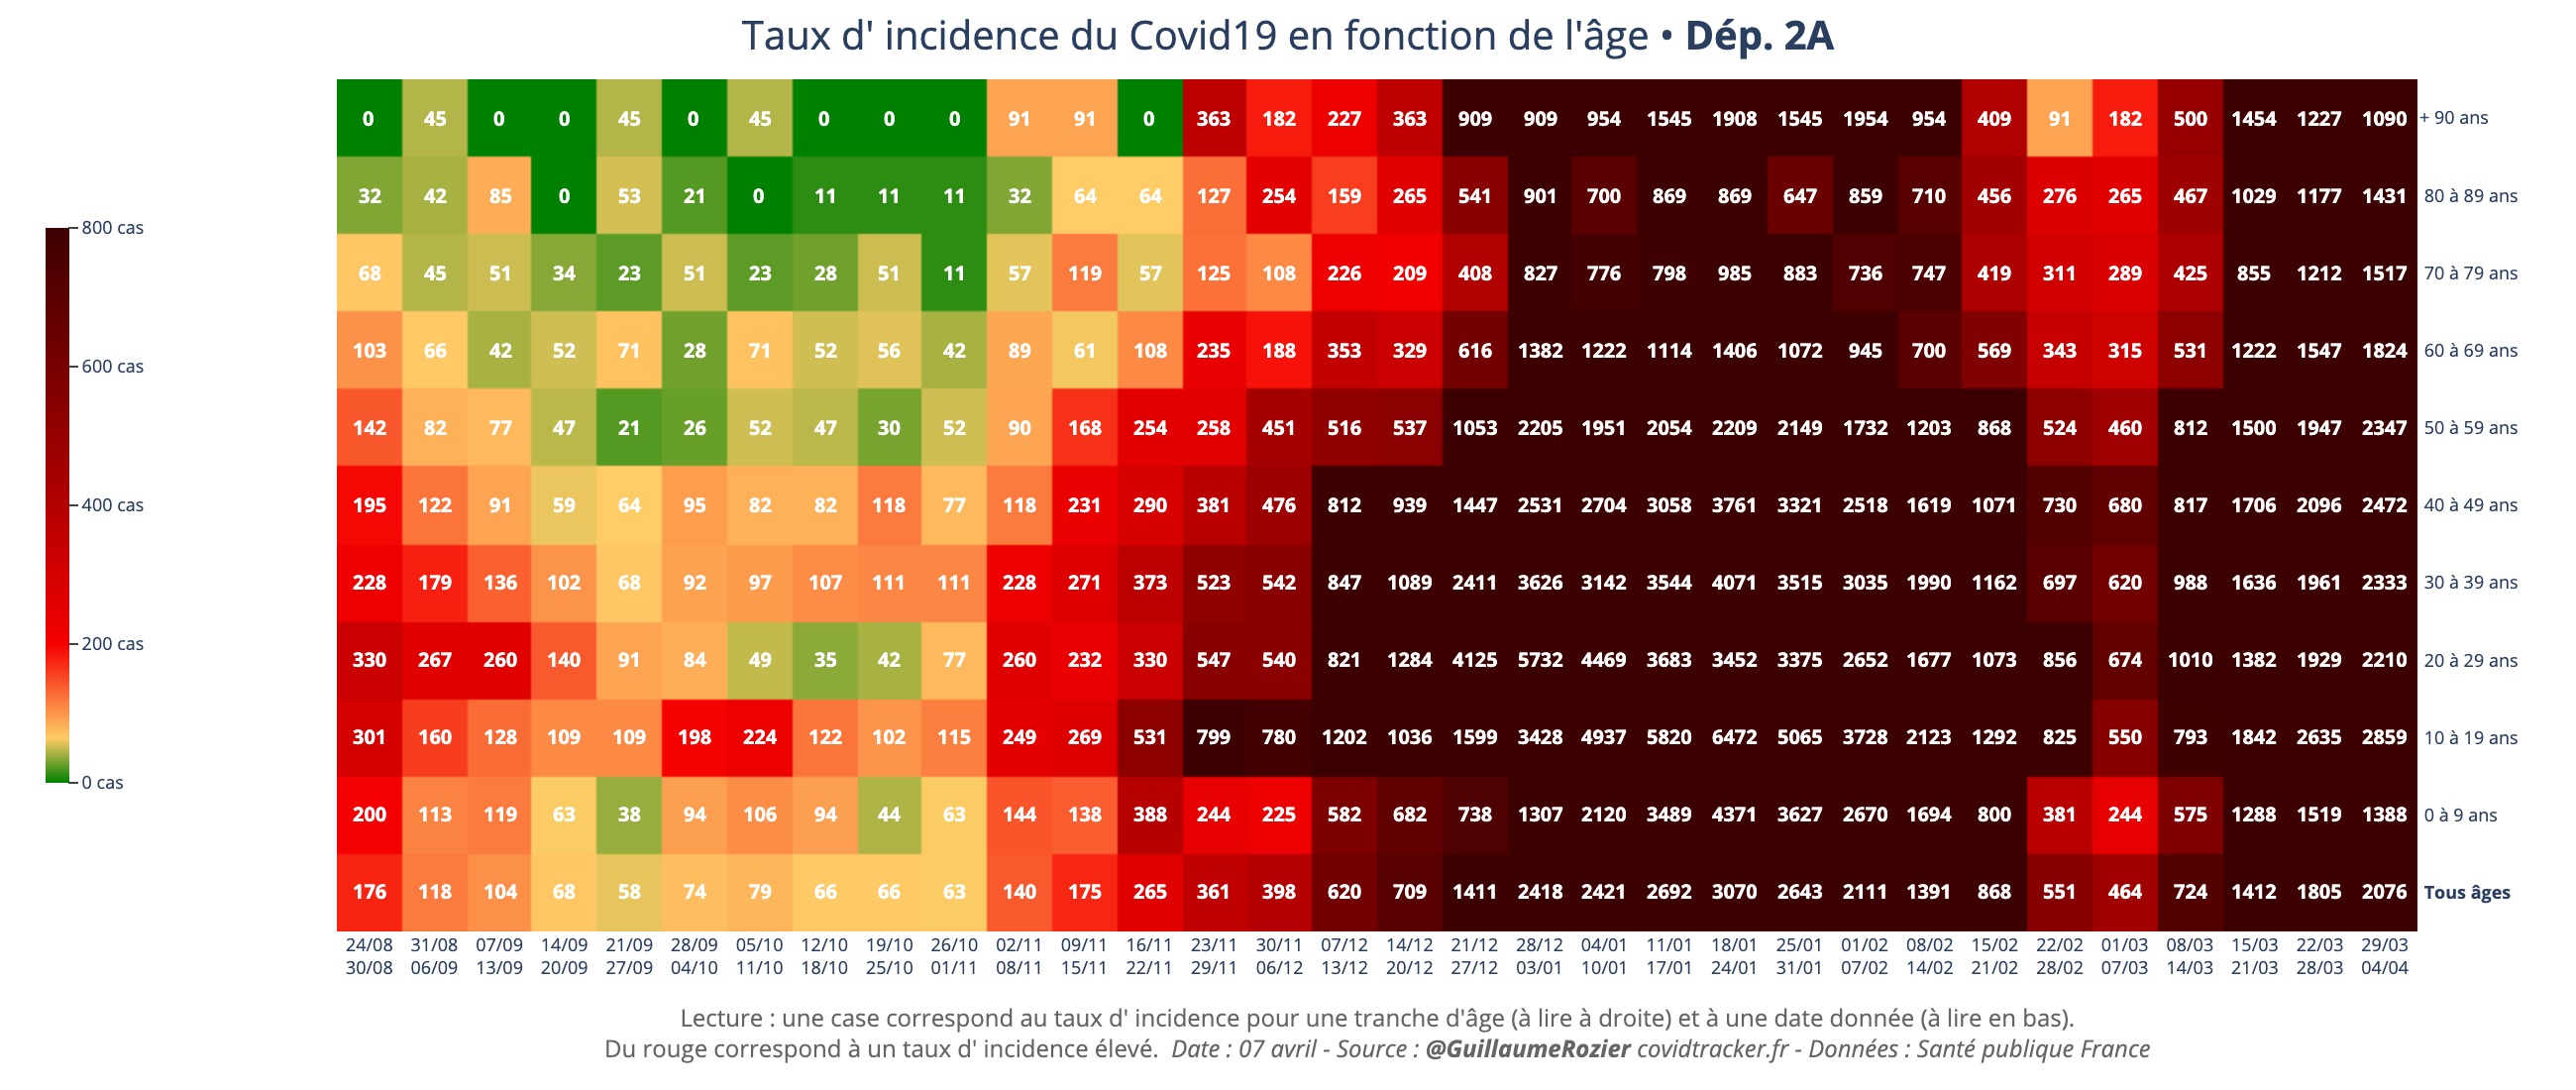 Taux d' incidence du Covid19 en fonction de l'âge • Dép. 2A
0 45 0 0 45 0 45 0 0 0 91 91 0 363 182 227 363 909 909 954 1545 1908 1545 1954 954 409 91 182 500 1454 1227 1090 + 90 ans
32 42 85 0 53 21 0 11 11 11 32 64 64 127 254 159 265 541 901 700 869 869 647 859 710 456 276 265 467 1029 1177 1431 80 à 89 ans
800 cas
68 45 51 34 23 51 23 28 51 11 57 119 57 125 108 226 209 408 827 776 798 985 883 736 747 419 311 289 425 855 1212 1517 70 à 79 ans
103 66 42 52 71 28 71 52 56 42 89 61 108 235 188 353 329 616 1382 1222 1114 1406 1072 945 700 569 343 315 531 1222 1547 1824 60 à 69 ans
600 cas
142 82 77 47 21 26 52 47 30 52 90 168 254 258 451 516 537 1053 2205 1951 2054 2209 2149 1732 1203 868 524 460 812 1500 1947 2347 50 à 59 ans
400 cas
195 122 91 59 64 95 82 82 118 77 118 231 290 381 476 812 939 1447 2531 2704 3058 3761 3321 2518 1619 1071 730 680 817 1706 2096 2472 40 à 49 ans
228 179 136 102 68 92 97 107 111 111 228 271 373 523 542 847 1089 2411 3626 3142 3544 4071 3515 3035 1990 1162 697 620 988 1636 1961 2333 30 à 39 ans
200 cas
330 267 260 140 91 84 49 35 42 77 260 232 330 547 540 821 1284 4125 5732 4469 3683 3452 3375 2652 1677 1073 856 674 1010 1382 1929 2210 20 à 29 ans
301 160 128 109 109 198 224 122 102 115 249 269 531 799 780 1202 1036 1599 3428 4937 5820 6472 5065 3728 2123 1292 825 550 793 1842 2635 2859 10 à 19 ans
0 cas
200 113 119 63 38 94 106 94 44 63 144 138 388 244 225 582 682 738 1307 2120 3489 4371 3627 2670 1694 800 381 244 575 1288 1519 1388 0 à 9 ans
176 118 104 68 58 74 79 66 66 63 140 175 265 361 398 620 709 1411 2418 2421 2692 3070 2643 2111 1391 868 551 464 724 1412 1805 2076 Tous âges
24/08 31/08 07/09 14/09 21/09 28/09 05/10 12/10 19/10 26/10 02/11 09/11 16/11 23/11 30/11 07/12 14/12 21/12 28/12 04/01 11/01 18/01 25/01 01/02 08/02 15/02 22/02 01/03 08/03 15/03 22/03 29/03
30/08 06/09 13/09 20/09 27/09 04/10 11/10 18/10 25/10 01/11 08/11 15/11 22/11 29/11 06/12 13/12 20/12 27/12 03/01 10/01 17/01 24/01 31/01 07/02 14/02 21/02 28/02 07/03 14/03 21/03 28/03 04/04
Lecture : une case correspond au taux d' incidence pour une tranche d'âge (à lire à droite) et à une date donnée (à lire en bas).
Du rouge correspond à un taux d' incidence élevé. Date : 07 avril - Source : @GuillaumeRozier covidtracker.fr - Données : Santé publique France